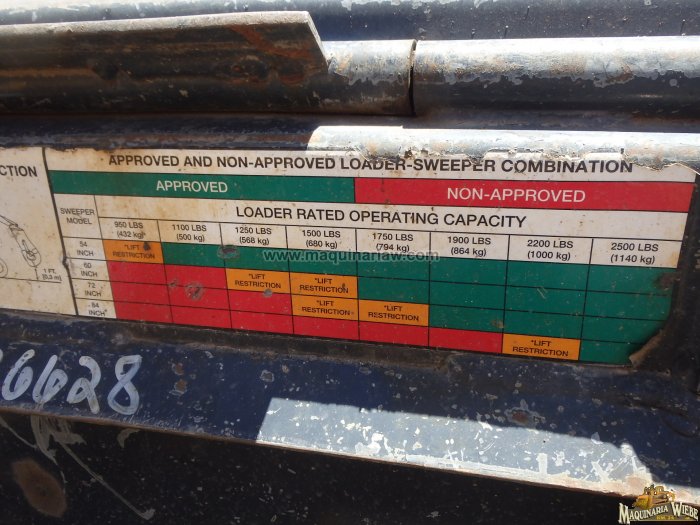 CTION
APPROVED AND NON-APPROVED LOADER-SWEEPER COMBINATION
APPROVED NON-APPROVED
SWEEPER MODEL
LOADER RATED OPERATING CAPACITY
950 LBS 1100 LBS 1250 LBS 1500 LBS 1750 LBS 1900 LBS 2200 LBS 2500 LBS
(432 kg) (500 kg) (568 kg) (680 kg) (794 kg) (864 kg) (1000 kg) (1140 kg)
54 INCH *LIFT RESTRICTION
www.maquinariaw.com
60 INCH *LIFT RESTRICTION *LIFT RESTRICTION
72 INCH *LIFT RESTRICTION *LIFT RESTRICTION
84 INCH *LIFT RESTRICTION
1 FT.
(0,3 m)
6628
MAQUINARIA WIEBE